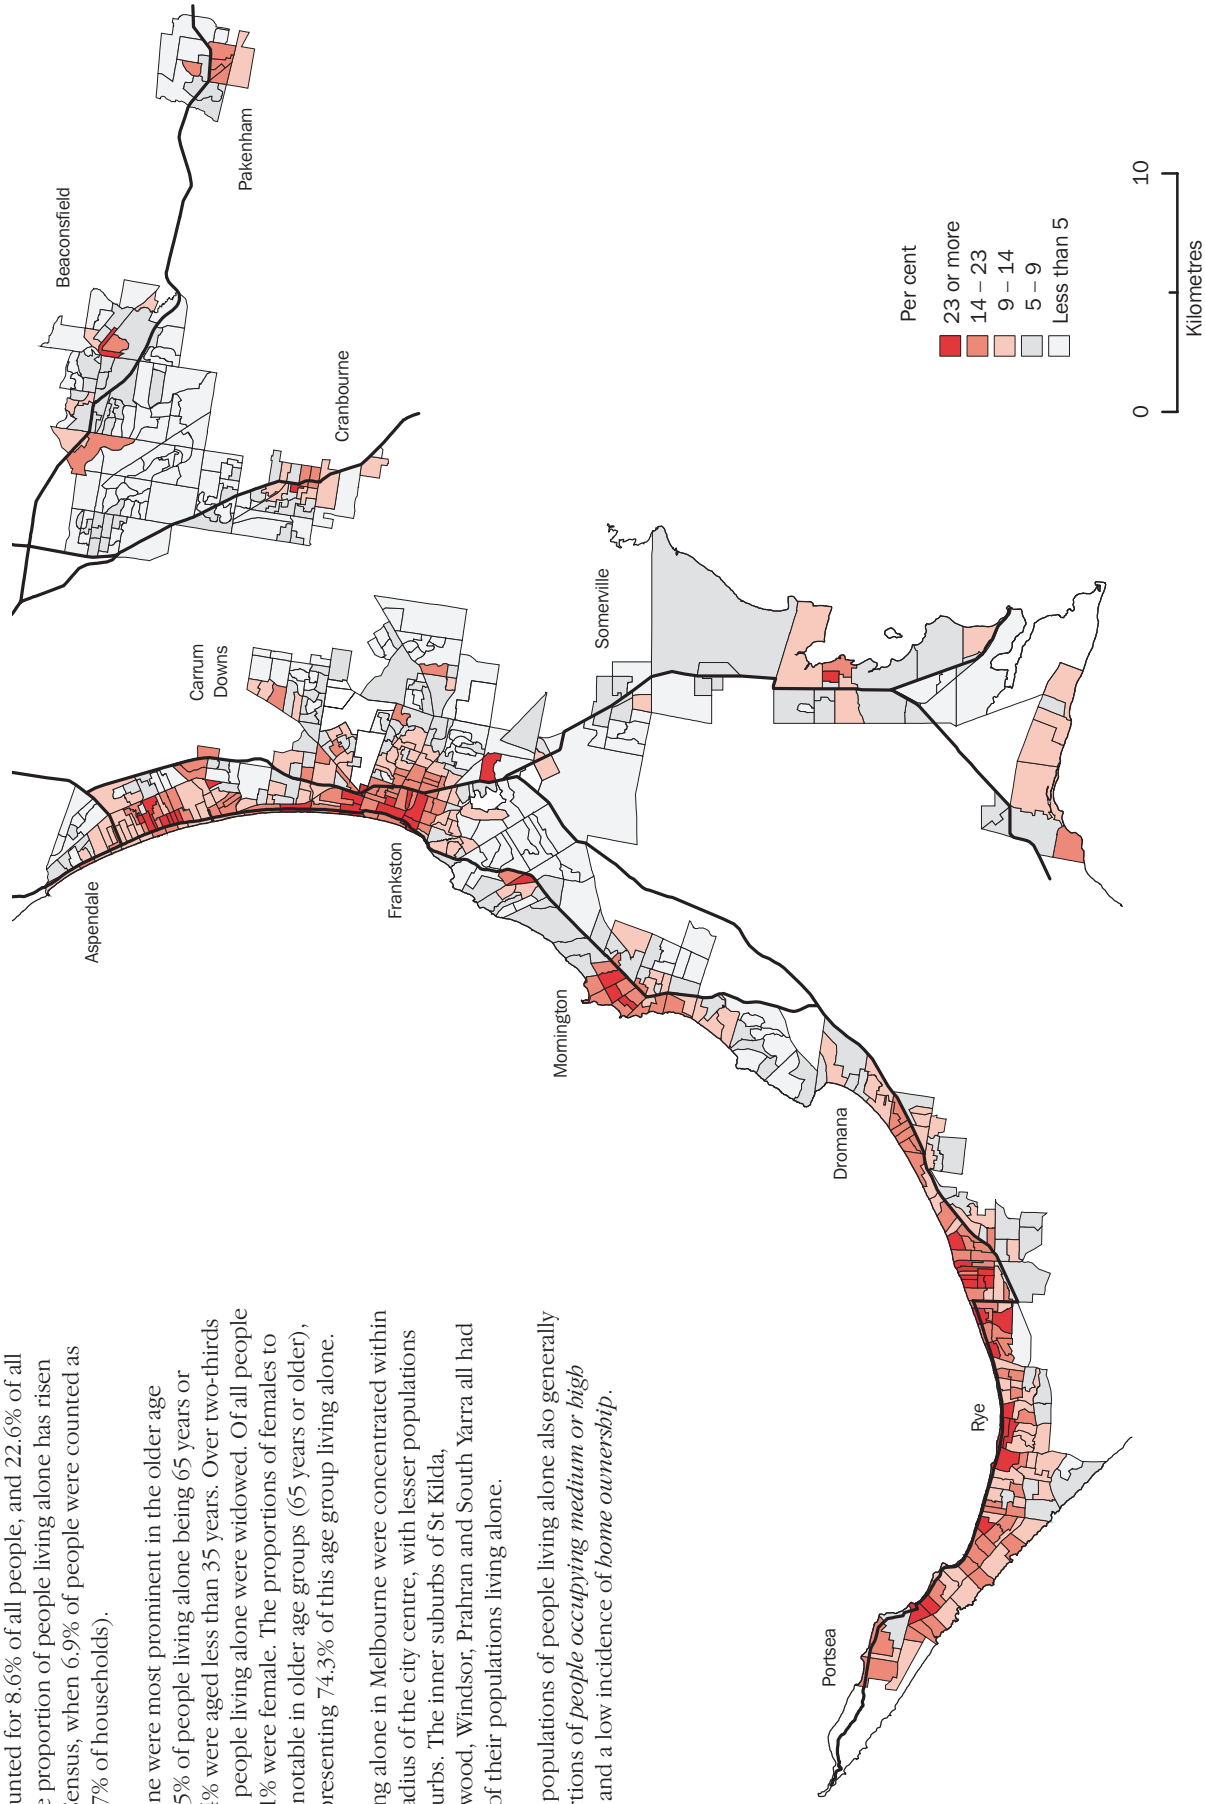 unted for 8.6% of all people, and 22.6% of all
proportion of people living alone has risen
ensus, when 6.9% of people were counted as
7% of households).
ne were most prominent in the older age
5% of people living alone being 65 years or
% were aged less than 35 years. Over two-thirds
people living alone were widowed. Of all people
% were female. The proportions of females to
notable in older age groups (65 years or older),
presenting 74.3% of this age group living alone.
ng alone in Melbourne were concentrated within
adius of the city centre, with lesser populations
urbs. The inner suburbs of St Kilda,
wood, Windsor, Prahran and South Yarra all had
of their populations living alone.
populations of people living alone also generally
rtions of people occupying medium or high
and a low incidence of home ownership.
Portsea
Rye
Dromana
Mornington
Aspendale
Frankston
Carrum
Downs
Somerville
Cranbourne
Beaconsfield
Pakenham
Per cent
23 or more
14 – 23
9 – 14
5 – 9
Less than 5
0 10
Kilometres